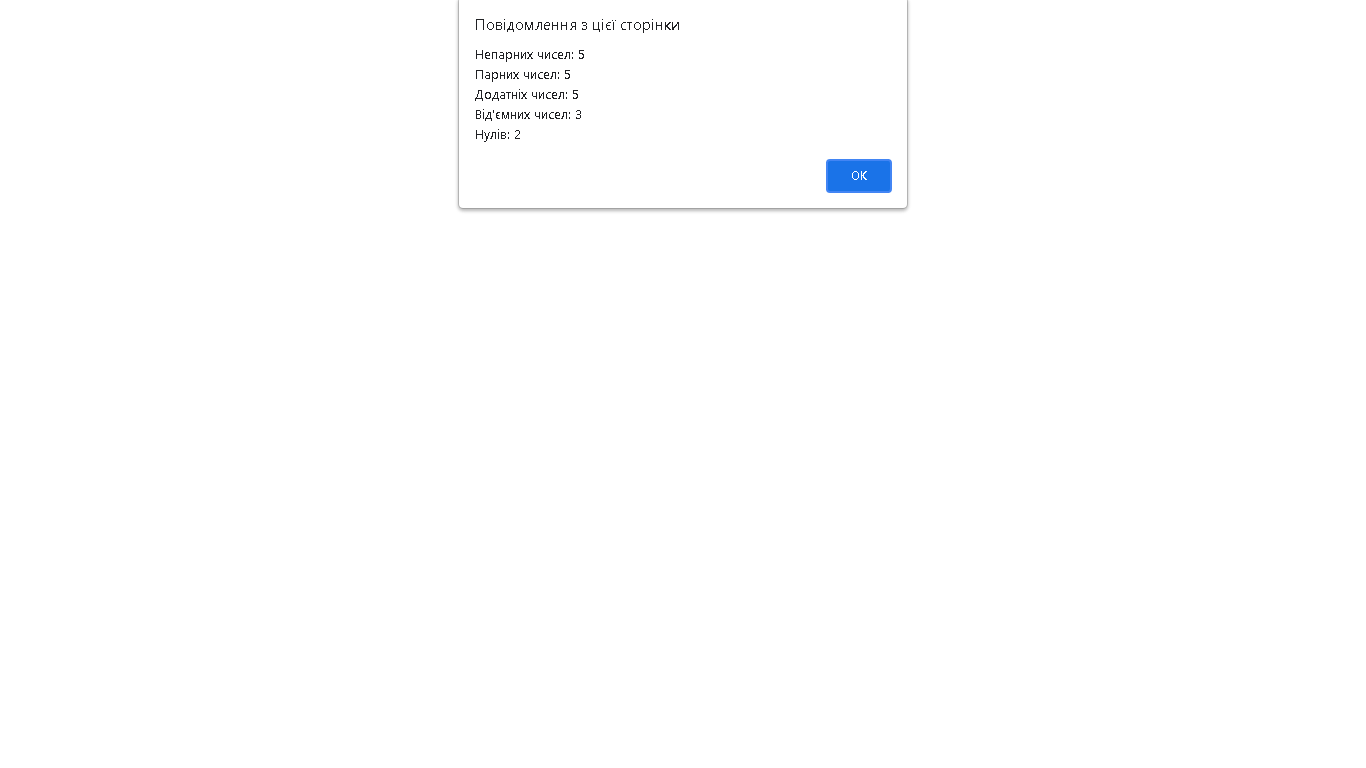 Повідомлення з цієї сторінки
Непарних чисел: 5
Парних чисел: 5
Додатніх чисел: 5
Від'ємних чисел: 3
Нулів: 2
OK